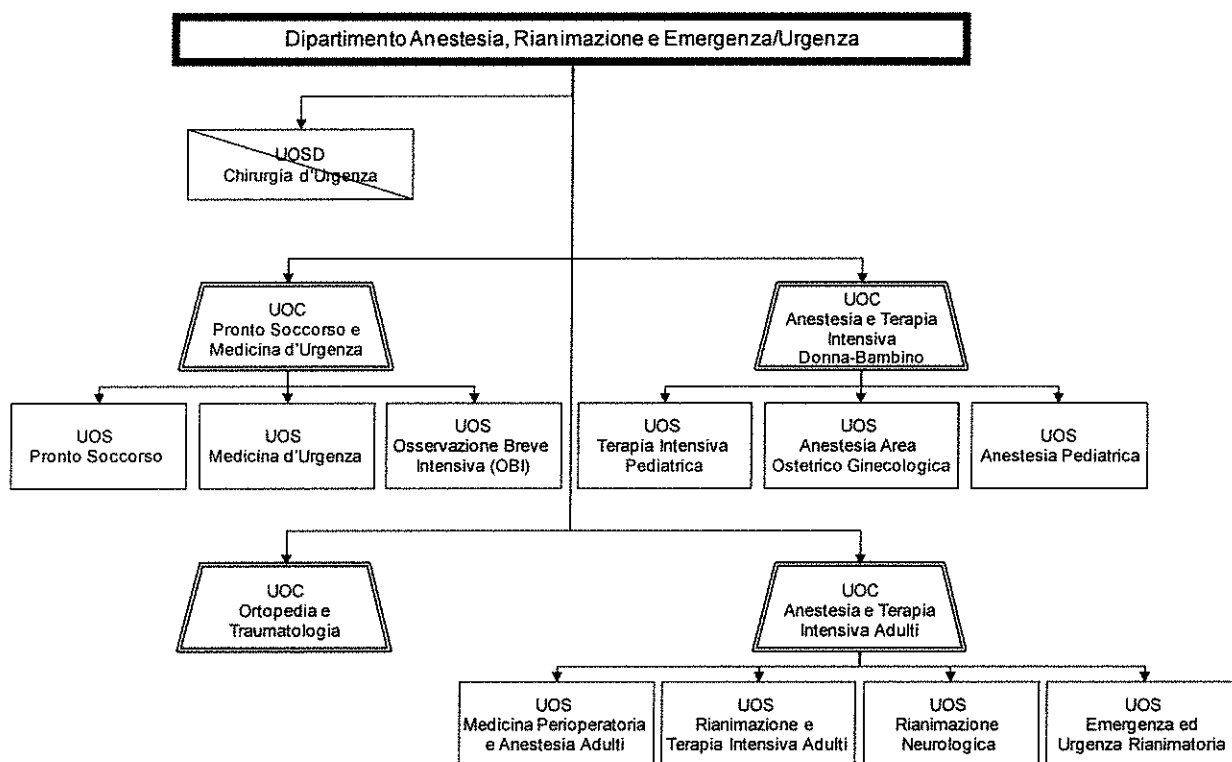 Dipartimento Anestesia, Rianimazione e Emergenza/Urgenza
UOSD
Chirurgia d'Urgenza
UOC
Pronto Soccorso e
Medicina d'Urgenza
UOC
Anestesia e Terapia
Intensiva
Donna-Bambino
UOS
Pronto Soccorso
UOS
Medicina d'Urgenza
UOS
Osservazione Breve
Intensiva (OBI)
UOS
Terapia Intensiva
Pediatrica
UOS
Anestesia Area
Ostetrico Ginecologica
UOS
Anestesia Pediatrica
UOC
Ortopedia e
Traumatologia
UOC
Anestesia e Terapia
Intensiva Adulti
UOS
Medicina Perioperatoria
e Anestesia Adulti
UOS
Rianimazione e
Terapia Intensiva Adulti
UOS
Rianimazione
Neurologica
UOS
Emergenza ed
Urgenza Rianimatoria